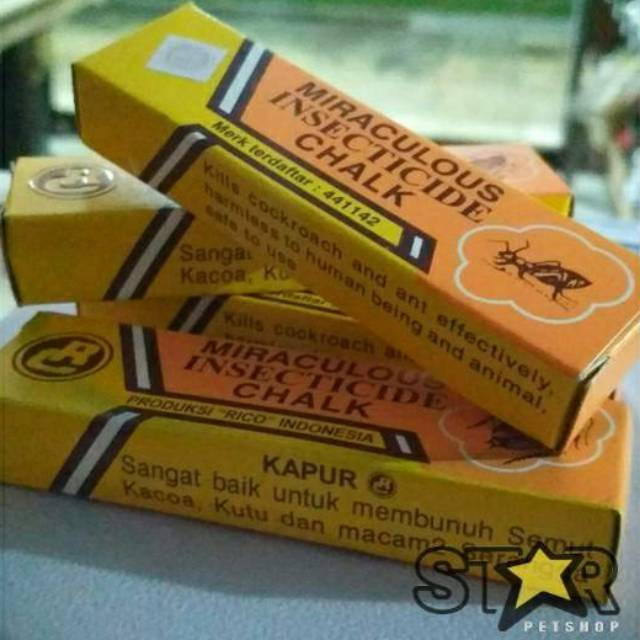 MIRACULOUS
INSECTICIDE
CHALK
Merk terdaftar : 441142
Kills cockroach and ant effectively,
harmless to human being and animal,
safe to use
Sangat
Kacoa,
Kills cockroach
MIRACULOUS
INSECTICIDE
CHALK
PRODUKSI "RICO" INDONESIA
KAPUR
Sangat baik untuk membunuh Semut
Kacoa, Kutu dan macam2
STAR
PETSHOP